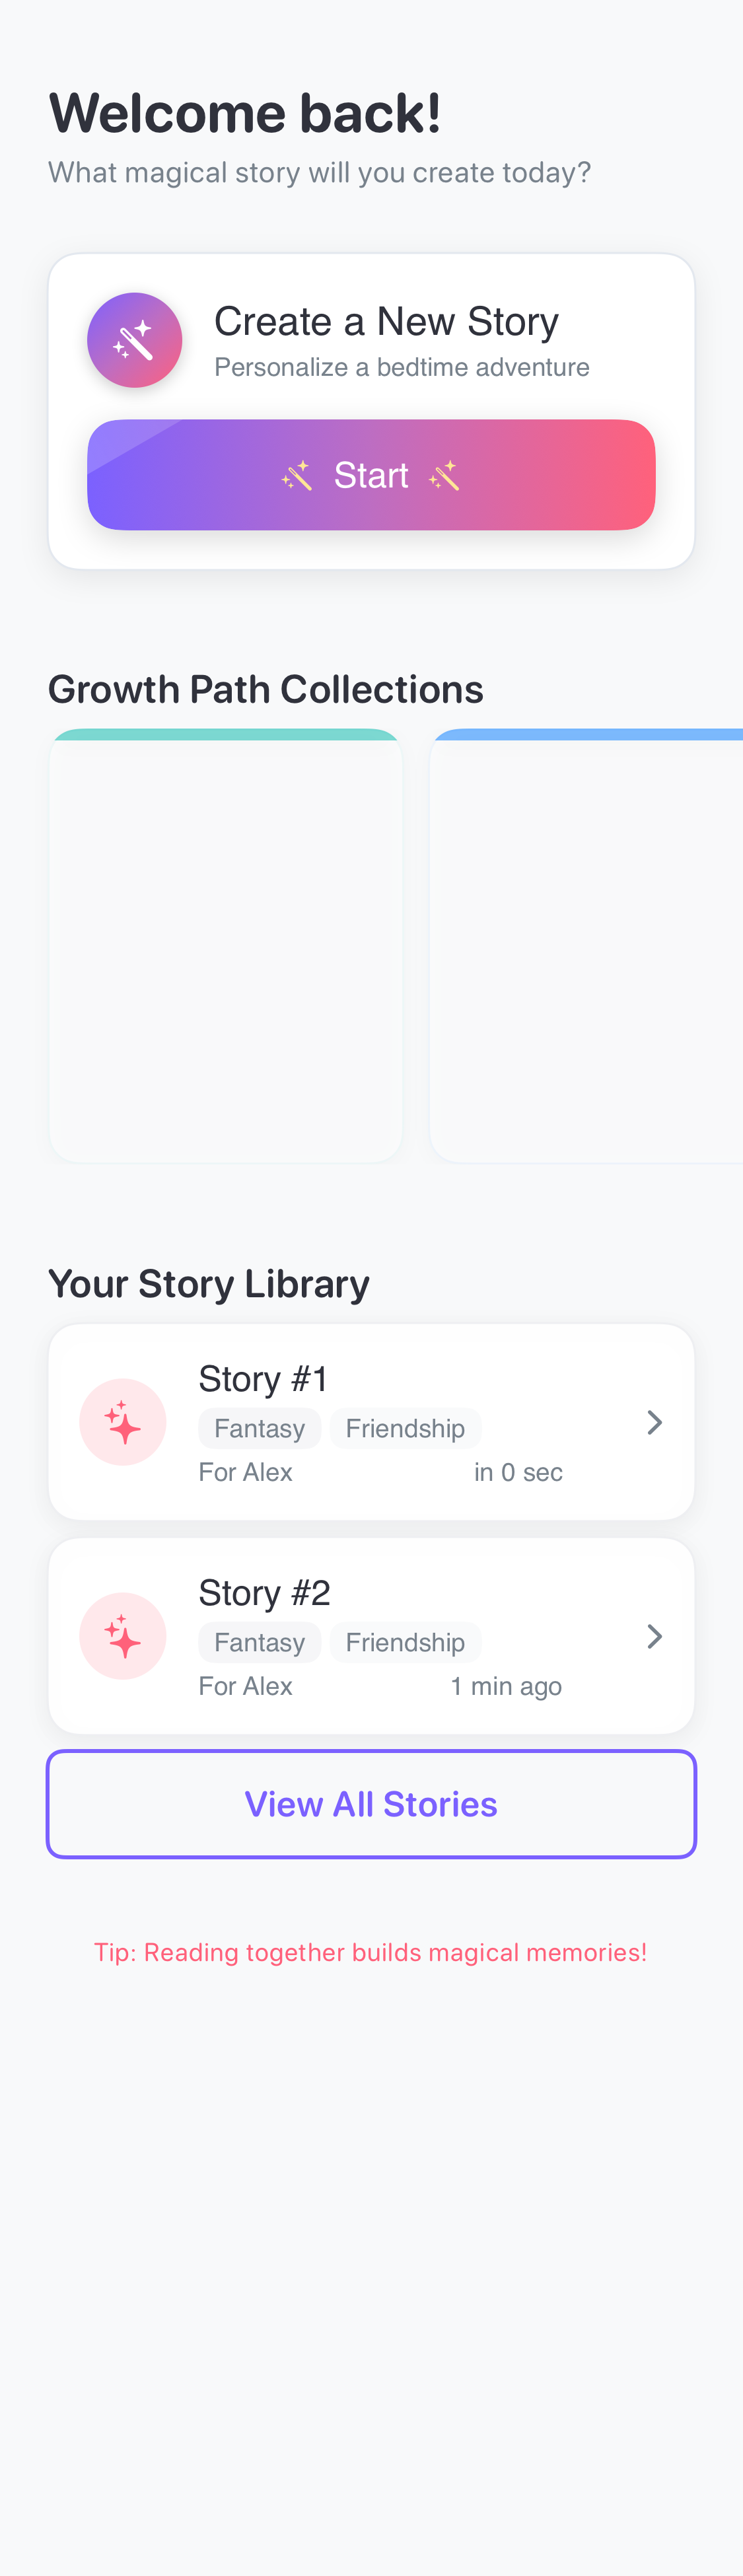 Welcome back!
What magical story will you create today?
Create a New Story
Personalize a bedtime adventure
Start
Growth Path Collections
Your Story Library
Story #1
Fantasy Friendship
For Alex in 0 sec
Story #2
Fantasy Friendship
For Alex 1 min ago
View All Stories
Tip: Reading together builds magical memories!